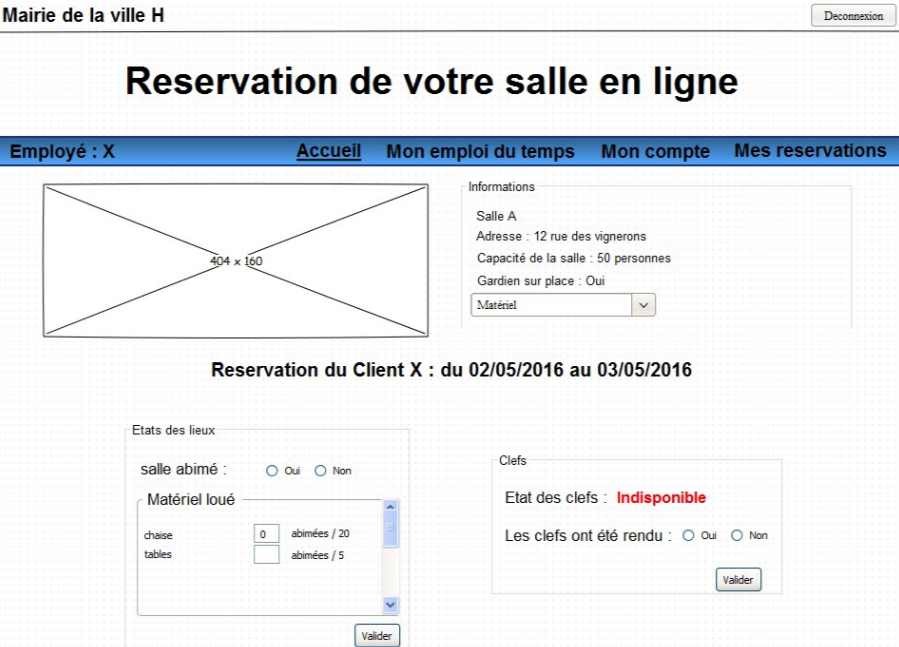 Mairie de la ville H
Deconnexion
Reservation de votre salle en ligne
Employé : X Accueil Mon emploi du temps Mon compte Mes reservations
404 x 160
Informations
Salle A
Adresse : 12 rue des vignerons
Capacité de la salle : 50 personnes
Gardien sur place : Oui
Matériel
Reservation du Client X : du 02/05/2016 au 03/05/2016
Etats des lieux
salle abimé : Oui Non
Matériel loué
chaise 0 abimées / 20
tables abimées / 5
Valider
Clefs
Etat des clefs : Indisponible
Les clefs ont été rendu : Oui Non
Valider